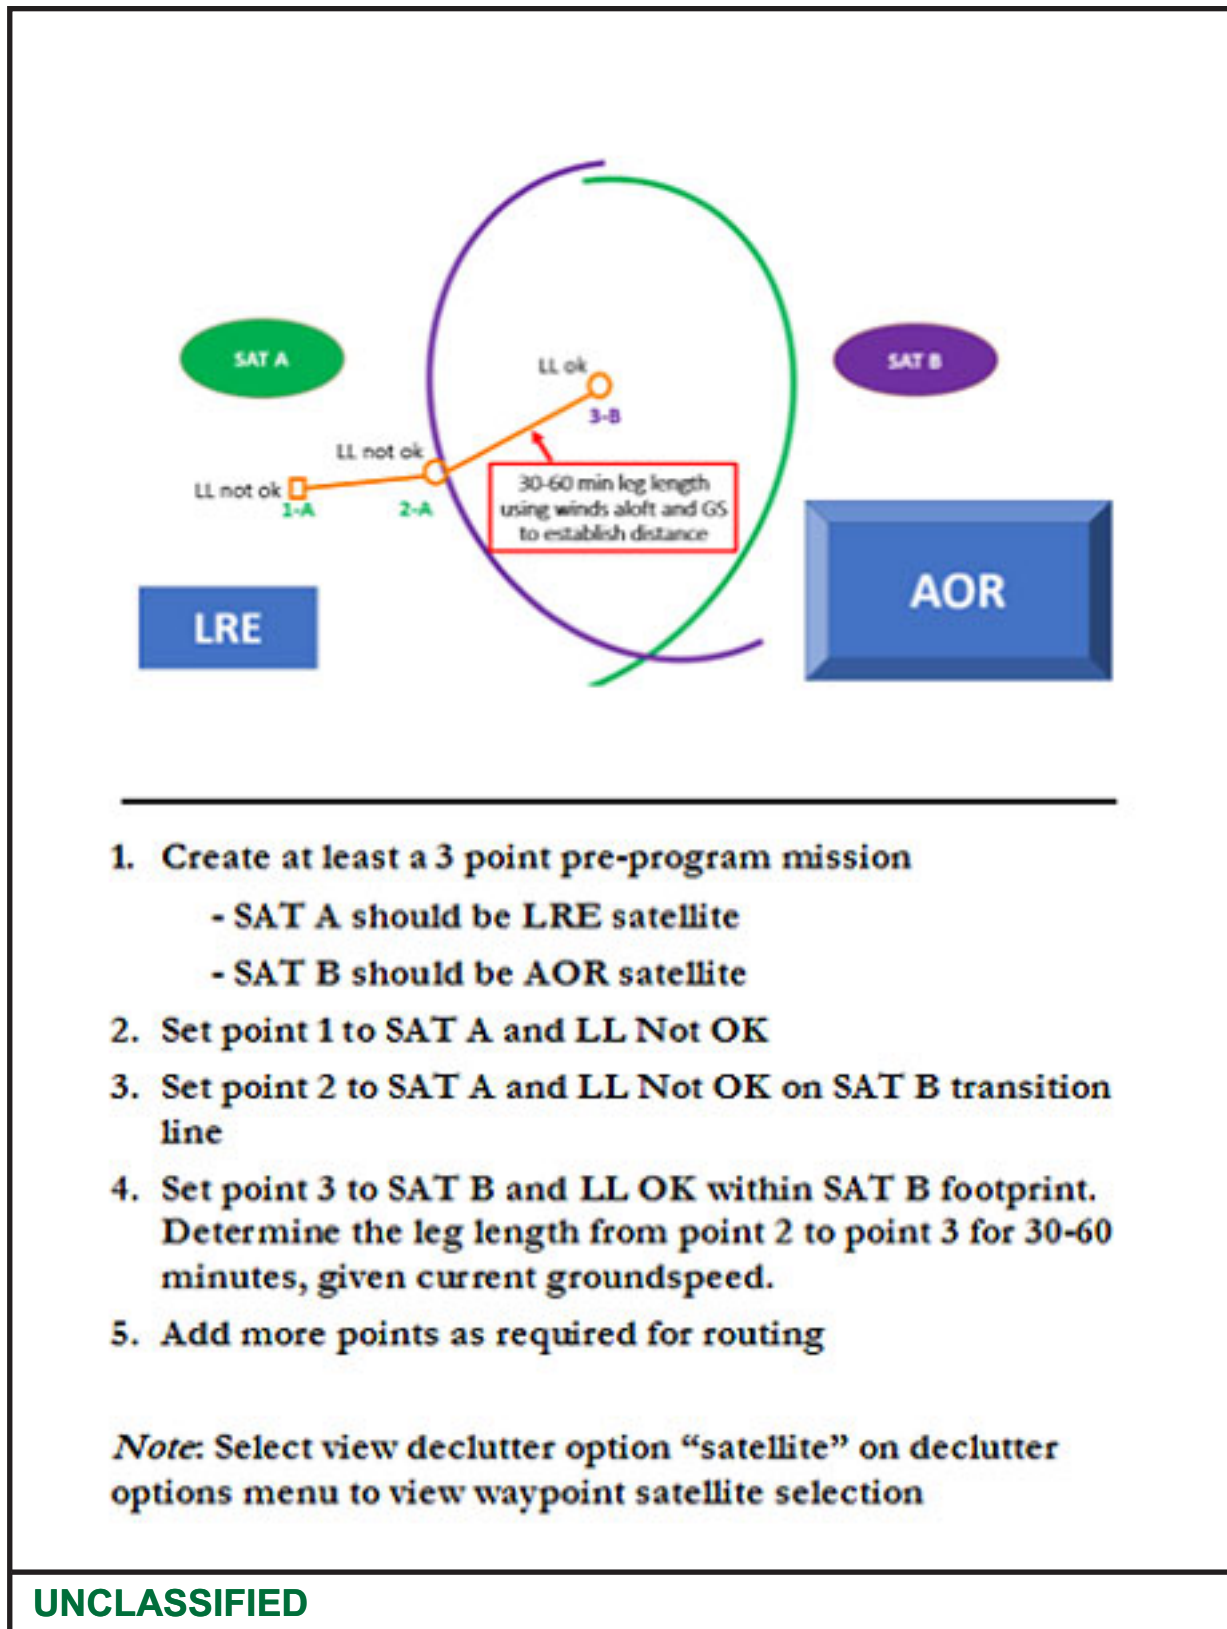 SAT A
SAT B
LL ok
3-B
LL not ok
LL not ok
1-A
2-A
30-60 min leg length
using winds aloft and GS
to establish distance
LRE
AOR
1. Create at least a 3 point pre-program mission
- SAT A should be LRE satellite
- SAT B should be AOR satellite
2. Set point 1 to SAT A and LL Not OK
3. Set point 2 to SAT A and LL Not OK on SAT B transition
line
4. Set point 3 to SAT B and LL OK within SAT B footprint.
Determine the leg length from point 2 to point 3 for 30-60
minutes, given current groundspeed.
5. Add more points as required for routing
Note: Select view declutter option “satellite” on declutter
options menu to view waypoint satellite selection
UNCLASSIFIED